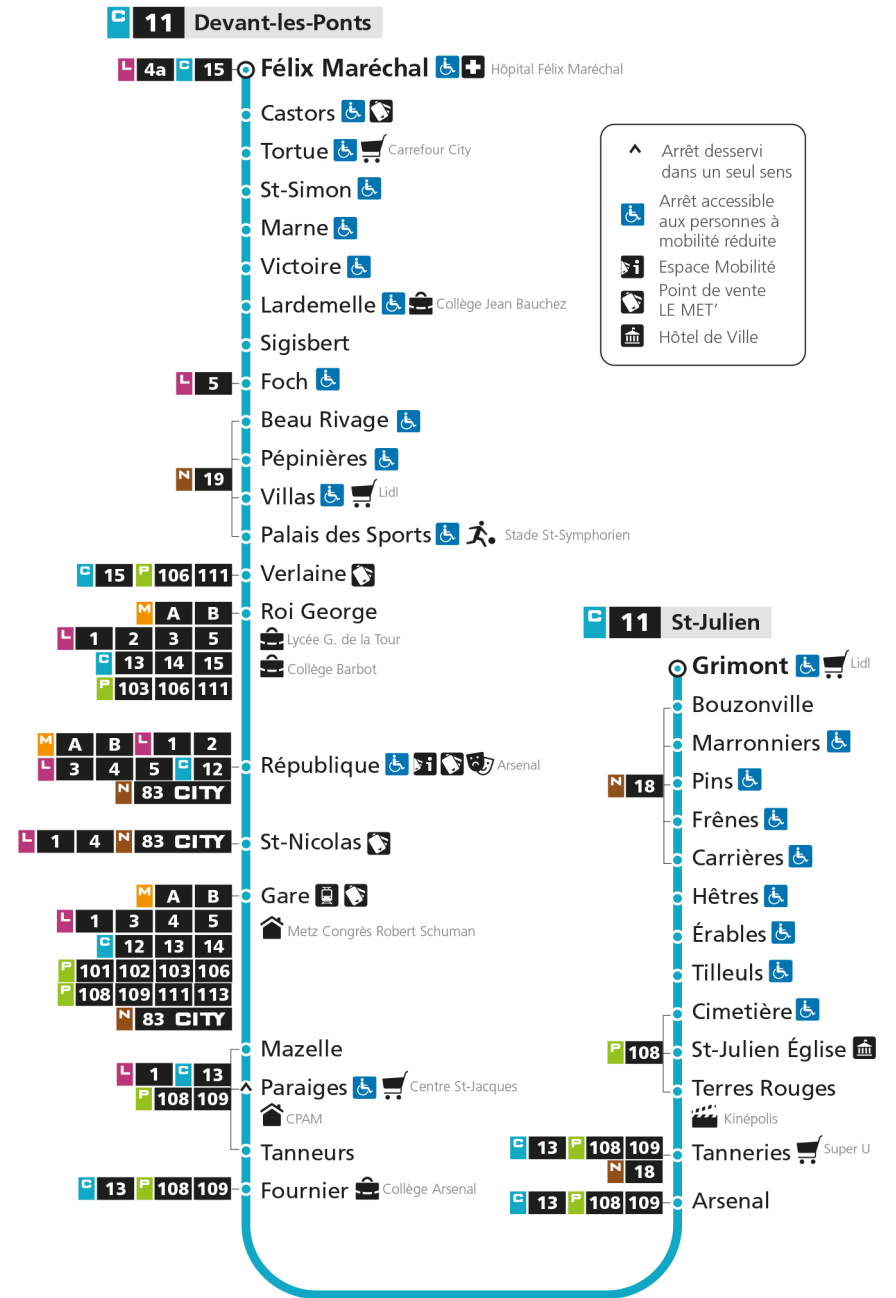 C 11 Devant-les-Ponts
L 4a C 15 Félix Maréchal Hôpital Félix Maréchal
Castors
Tortue Carrefour City
St-Simon
Marne
Victoire
Lardemelle Collège Jean Bauchez
Sigisbert
L 5 Foch
Beau Rivage
Pépinières
N 19
Villas Lidl
Palais des Sports Stade St-Symphorien
C 15 P 106 111 Verlaine
M A B Roi George
L 1 2 3 5 Lycée G. de la Tour
C 13 14 15 Collège Barbot
P 103 106 111
M A B L 1 2
L 3 4 5 C 12 République Arsenal
N 83 CITY
L 1 4 N 83 CITY St-Nicolas
M A B Gare
L 1 3 4 5 Metz Congrès Robert Schuman
C 12 13 14
P 101 102 103 106
P 108 109 111 113
N 83 CITY
Mazelle
L 1 C 13
P 108 109
Paraiges Centre St-Jacques
CPAM
Tanneurs
C 13 P 108 109 Fournier Collège Arsenal
^ Arrêt desservi
dans un seul sens
Arrêt accessible
aux personnes à
mobilité réduite
i Espace Mobilité
Point de vente
LE MET'
Hôtel de Ville
C 11 St-Julien
Grimont Lidl
Bouzonville
Marronniers
N 18 Pins
Frênes
Carrières
Hêtres
Érables
Tilleuls
Cimetière
P 108 St-Julien Église
Terres Rouges
Kinépolis
C 13 P 108 109 Tanneries Super U
N 18
C 13 P 108 109 Arsenal